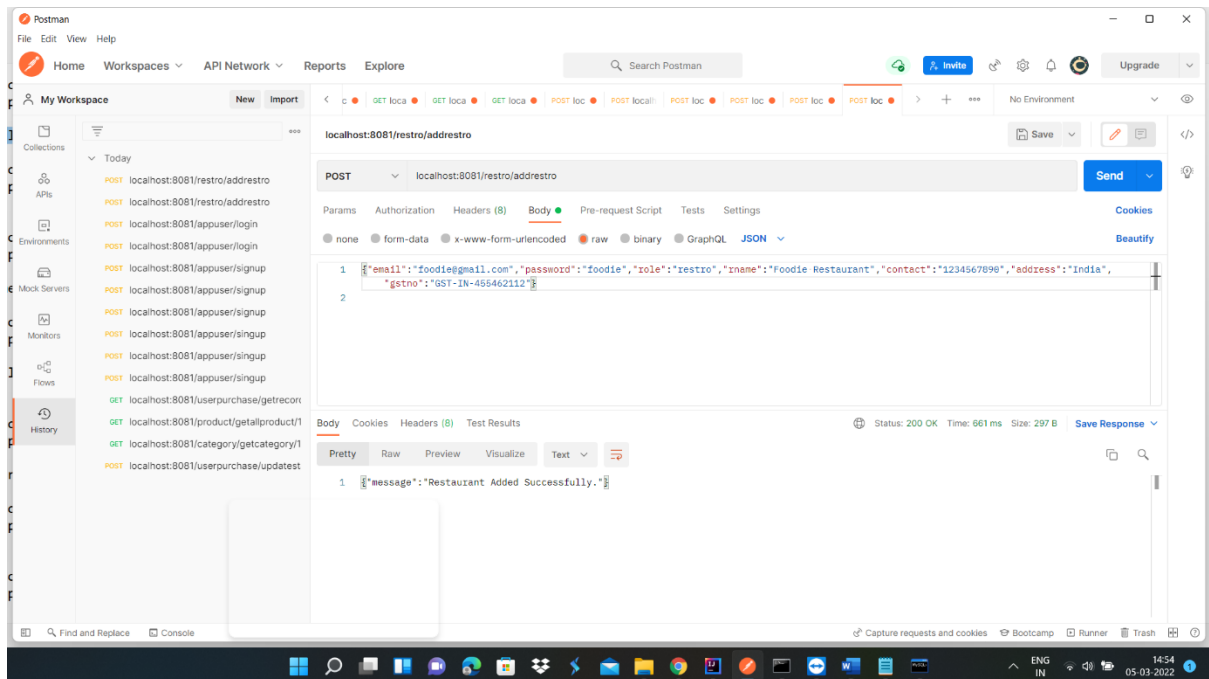 Postman
File Edit View Help
Home Workspaces API Network Reports Explore
Search Postman
Invite
Upgrade
My Workspace
New Import
GET loca GET loca GET loca POST loc POST locall POST loc POST loc POST loc POST loc
No Environment
Collections
APIs
Environments
Mock Servers
Monitors
Flows
History
Today
POST localhost:8081/restro/addrestro
POST localhost:8081/restro/addrestro
POST localhost:8081/appuser/login
POST localhost:8081/appuser/login
POST localhost:8081/appuser/signup
POST localhost:8081/appuser/signup
POST localhost:8081/appuser/signup
POST localhost:8081/appuser/singup
POST localhost:8081/appuser/singup
POST localhost:8081/appuser/singup
GET localhost:8081/userpurchase/getrecord
GET localhost:8081/product/getallproduct/1
GET localhost:8081/category/getcategory/1
POST localhost:8081/userpurchase/updatest
localhost:8081/restro/addrestro
Save
POST localhost:8081/restro/addrestro
Send
Params Authorization Headers (8) Body Pre-request Script Tests Settings
Cookies
none form-data x-www-form-urlencoded raw binary GraphQL JSON
Beautify
1 {"email":"foodie@gmail.com","password":"foodie","role":"restro","rname":"Foodie Restaurant","contact":"1234567890","address":"India",
"gstno":"GST-IN-455462112"}
2
Body Cookies Headers (8) Test Results
Status: 200 OK Time: 661 ms Size: 297 B Save Response
Pretty Raw Preview Visualize Text
1 {"message":"Restaurant Added Successfully."}
Find and Replace Console
Capture requests and cookies Bootcamp Runner Trash
ENG
IN
14:54
05-03-2022
1